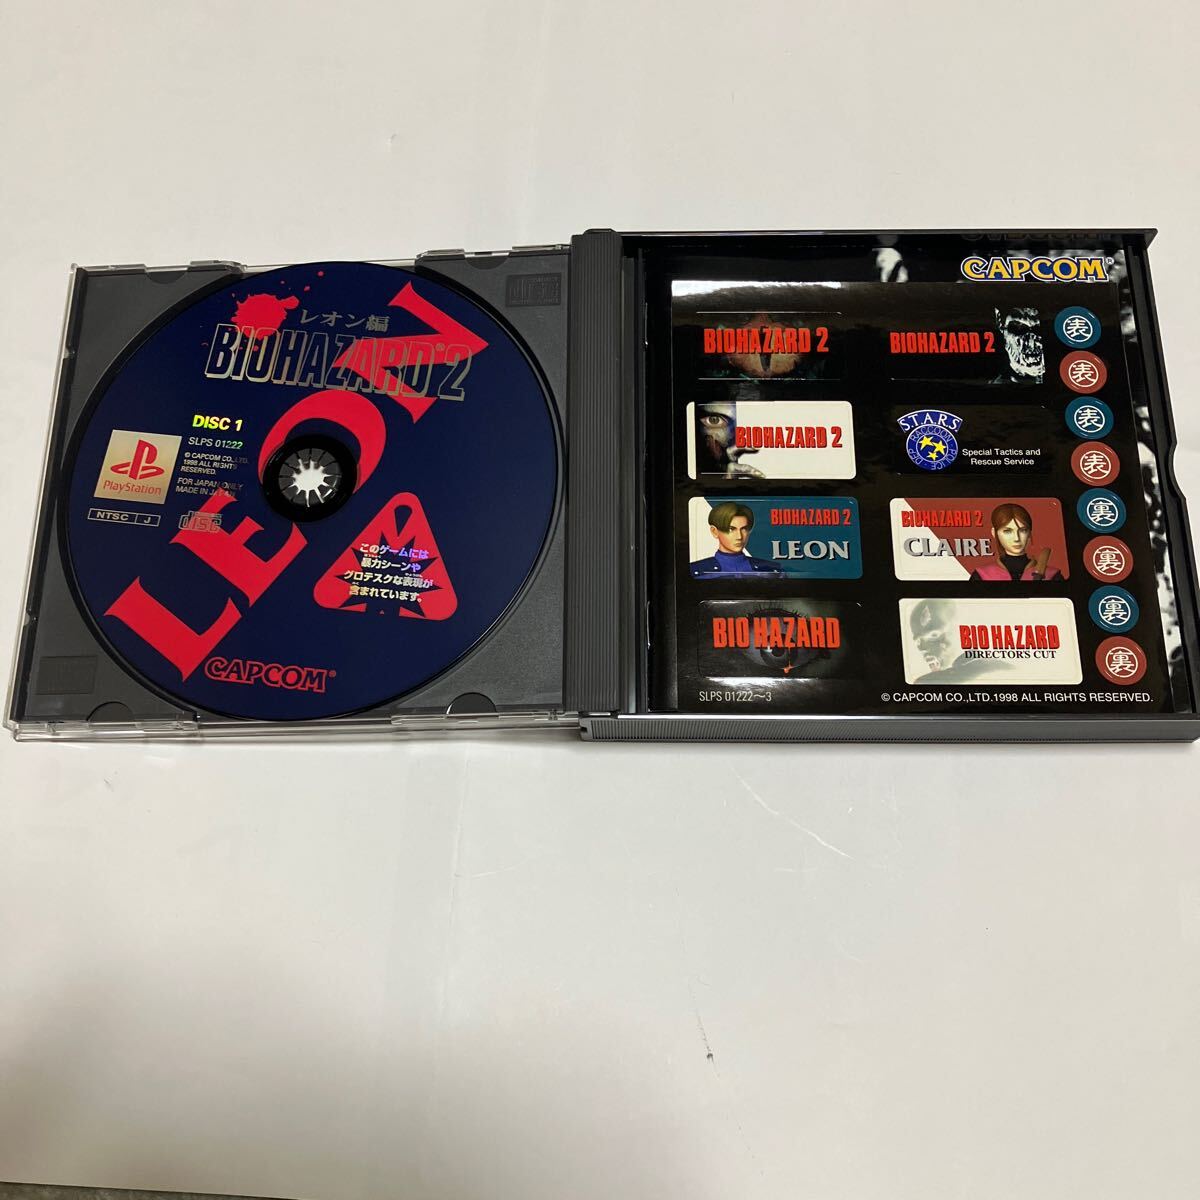 レオン編
BIOHAZARD®2
LEON
DISC 1
SLPS 01222
© CAPCOM CO.,LTD.
1998 ALL RIGHTS
RESERVED.
FOR JAPAN ONLY
MADE IN JAPAN
PlayStation
NTSC J
disc
このゲームには
暴力シーンや
グロテスクな表現が
含まれています。
CAPCOM
CAPCOM®
BIOHAZARD 2
BIOHAZARD 2
BIOHAZARD 2
S.T.A.R.S.
RACCOON POLICE DEPT.
Special Tactics and
Rescue Service
BIOHAZARD 2
LEON
BIOHAZARD 2
CLAIRE
BIO HAZARD
BIO HAZARD
DIRECTOR'S CUT
表
表
表
表
裏
裏
裏
裏
SLPS 01222〜3
© CAPCOM CO.,LTD.1998 ALL RIGHTS RESERVED.